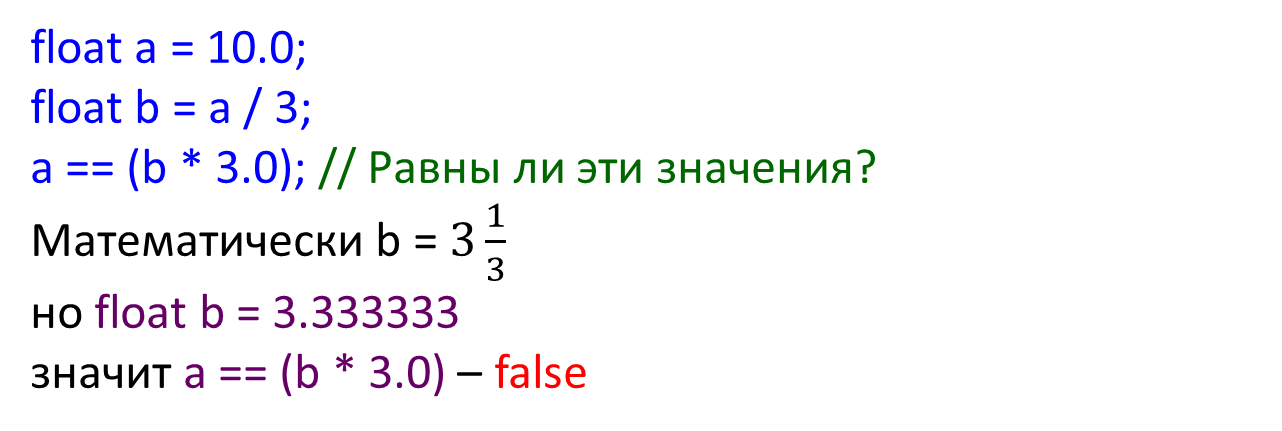 float a = 10.0;
float b = a / 3;
a == (b * 3.0); // Равны ли эти значения?
Математически b = 3 1/3
но float b = 3.333333
значит a == (b * 3.0) – false